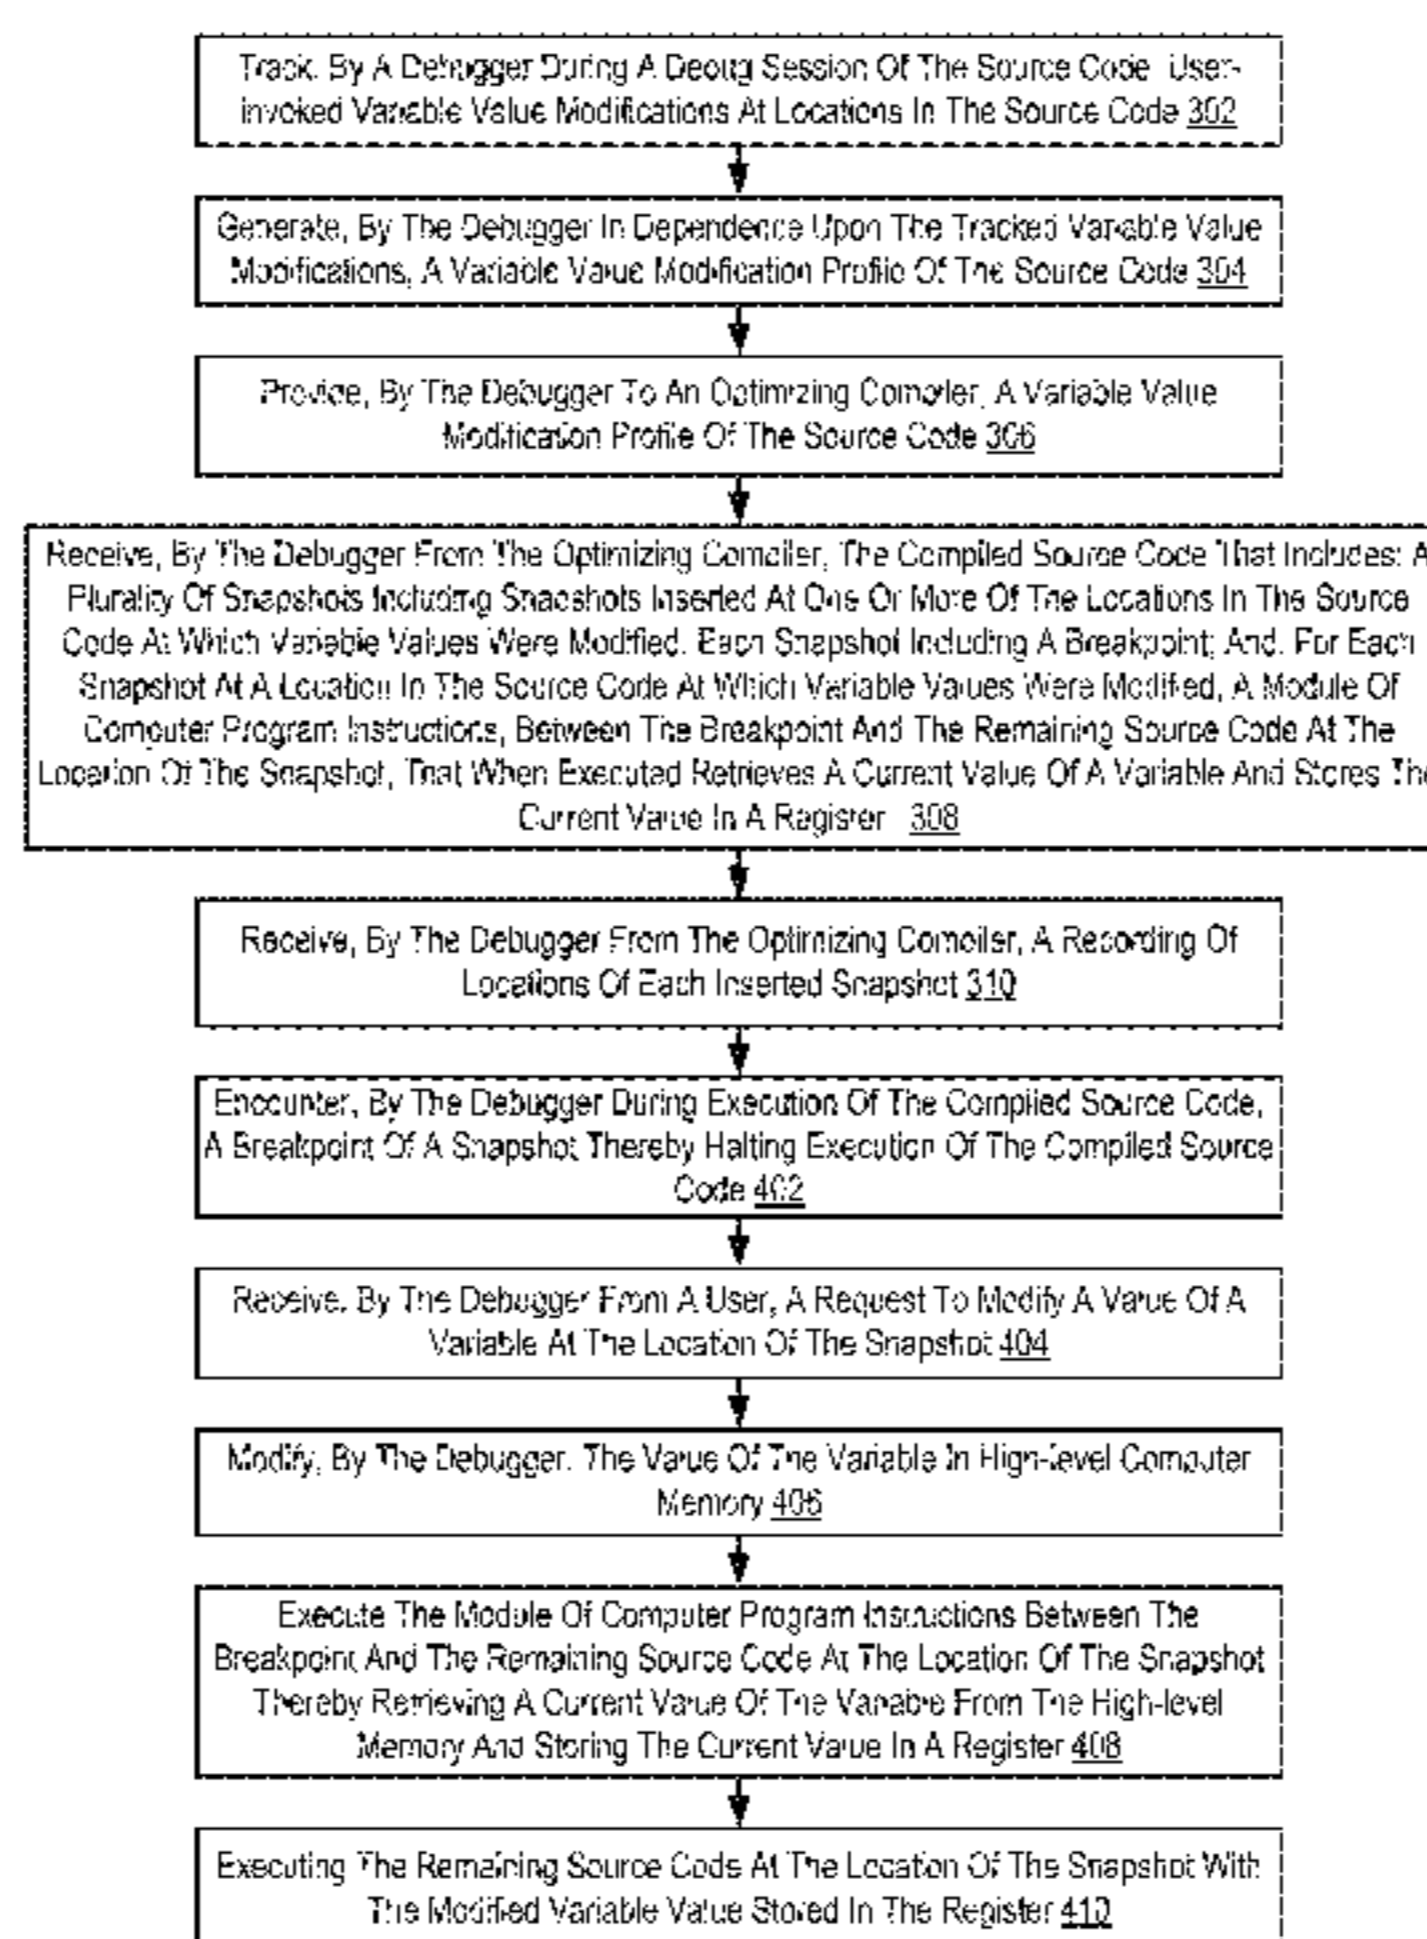 Track, By A Debugger During A Debug Session Of The Source Code, User-
invoked Variable Value Modifications At Locations In The Source Code 302
Generate, By The Debugger In Dependence Upon The Tracked Variable Value
Modifications, A Variable Value Modification Profile Of The Source Code 304
Provide, By The Debugger To An Optimizing Compiler, A Variable Value
Modification Profile Of The Source Code 306
Receive, By The Debugger From The Optimizing Compiler, The Compiled Source Code That Includes: A
Plurality Of Snapshots Including Snapshots Inserted At One Or More Of The Locations In The Source
Code At Which Variable Values Were Modified, Each Snapshot Including A Breakpoint; And, For Each
Snapshot At A Location In The Source Code At Which Variable Values Were Modified, A Module Of
Computer Program Instructions, Between The Breakpoint And The Remaining Source Code At The
Location Of The Snapshot, That When Executed Retrieves A Current Value Of A Variable And Stores The
Current Value In A Register 308
Receive, By The Debugger From The Optimizing Compiler, A Recording Of
Locations Of Each Inserted Snapshot 310
Encounter, By The Debugger During Execution Of The Compiled Source Code,
A Breakpoint Of A Snapshot Thereby Halting Execution Of The Compiled Source
Code 402
Receive, By The Debugger From A User, A Request To Modify A Value Of A
Variable At The Location Of The Snapshot 404
Modify, By The Debugger, The Value Of The Variable In High-level Computer
Memory 406
Execute The Module Of Computer Program Instructions Between The
Breakpoint And The Remaining Source Code At The Location Of The Snapshot
Thereby Retrieving A Current Value Of The Variable From The High-level
Memory And Storing The Current Value In A Register 408
Executing The Remaining Source Code At The Location Of The Snapshot With
The Modified Variable Value Stored In The Register 410